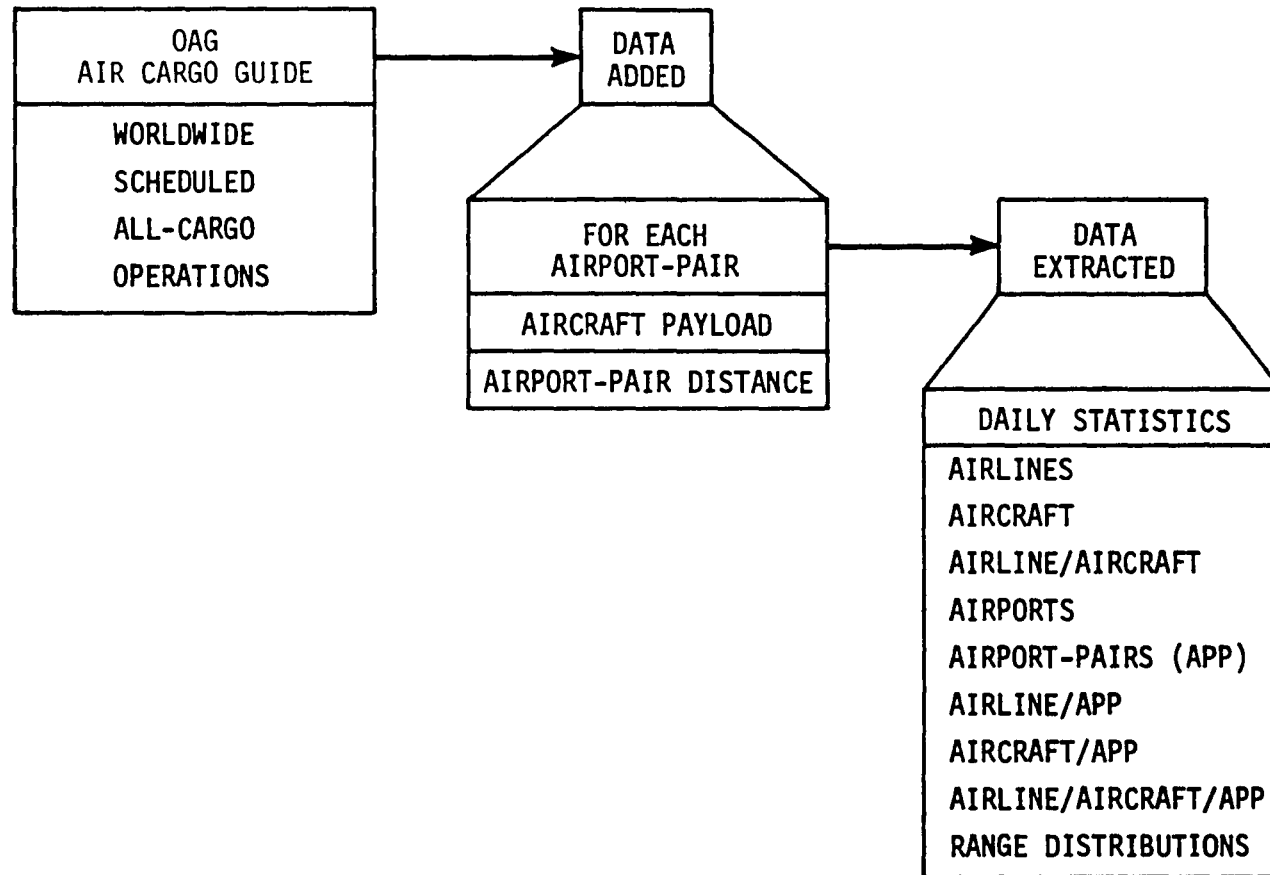 OAG
AIR CARGO GUIDE
WORLDWIDE
SCHEDULED
ALL-CARGO
OPERATIONS
DATA
ADDED
FOR EACH
AIRPORT-PAIR
AIRCRAFT PAYLOAD
AIRPORT-PAIR DISTANCE
DATA
EXTRACTED
DAILY STATISTICS
AIRLINES
AIRCRAFT
AIRLINE/AIRCRAFT
AIRPORTS
AIRPORT-PAIRS (APP)
AIRLINE/APP
AIRCRAFT/APP
AIRLINE/AIRCRAFT/APP
RANGE DISTRIBUTIONS